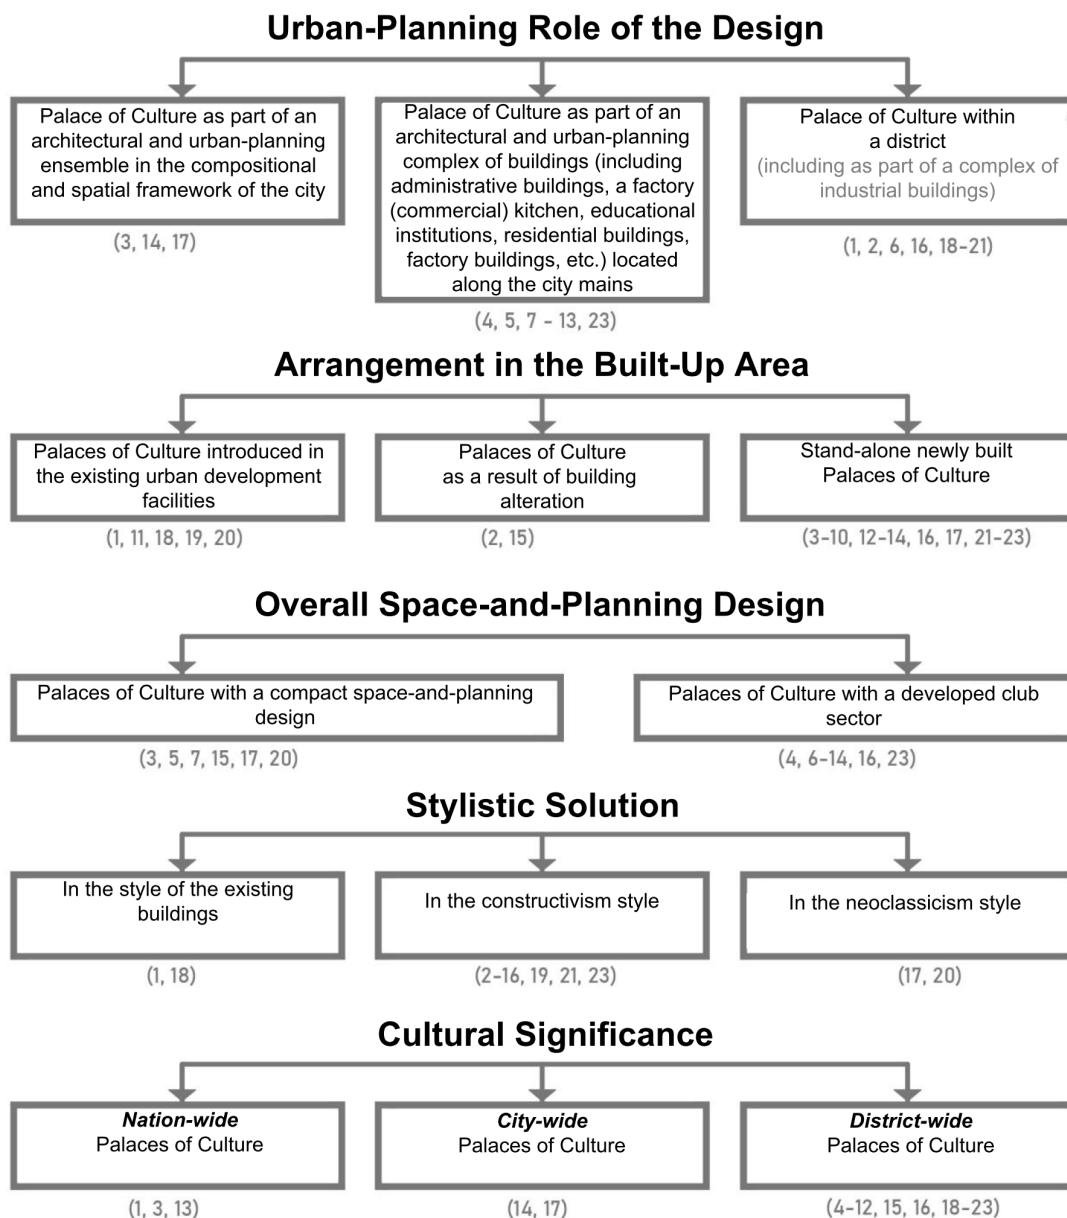 Urban-Planning Role of the Design
Palace of Culture as part of an
architectural and urban-planning
ensemble in the compositional
and spatial framework of the city
(3, 14, 17)
Palace of Culture as part of an
architectural and urban-planning
complex of buildings (including
administrative buildings, a factory
(commercial) kitchen, educational
institutions, residential buildings,
factory buildings, etc.) located
along the city mains
(4, 5, 7 - 13, 23)
Palace of Culture within
a district
(including as part of a complex of
industrial buildings)
(1, 2, 6, 16, 18-21)
Arrangement in the Built-Up Area
Palaces of Culture introduced in
the existing urban development
facilities
(1, 11, 18, 19, 20)
Palaces of Culture
as a result of building
alteration
(2, 15)
Stand-alone newly built
Palaces of Culture
(3-10, 12-14, 16, 17, 21-23)
Overall Space-and-Planning Design
Palaces of Culture with a compact space-and-planning
design
(3, 5, 7, 15, 17, 20)
Palaces of Culture with a developed club
sector
(4, 6-14, 16, 23)
Stylistic Solution
In the style of the existing
buildings
(1, 18)
In the constructivism style
(2-16, 19, 21, 23)
In the neoclassicism style
(17, 20)
Cultural Significance
Nation-wide
Palaces of Culture
(1, 3, 13)
City-wide
Palaces of Culture
(14, 17)
District-wide
Palaces of Culture
(4-12, 15, 16, 18-23)